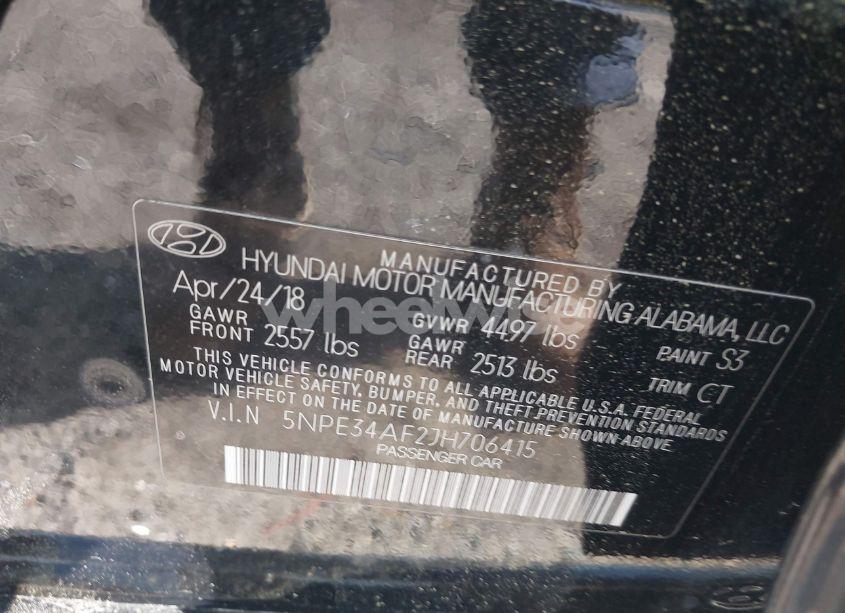 MANUFACTURED BY
HYUNDAI MOTOR MANUFACTURING ALABAMA, LLC
Apr/24/18
GAWR FRONT 2557 lbs
GVWR 4497 lbs
GAWR REAR 2513 lbs
PAINT S3
TRIM CT
THIS VEHICLE CONFORMS TO ALL APPLICABLE U.S.A. FEDERAL
MOTOR VEHICLE SAFETY, BUMPER, AND THEFT PREVENTION STANDARDS
IN EFFECT ON THE DATE OF MANUFACTURE SHOWN ABOVE
V.I.N 5NPE34AF2JH706415
PASSENGER CAR